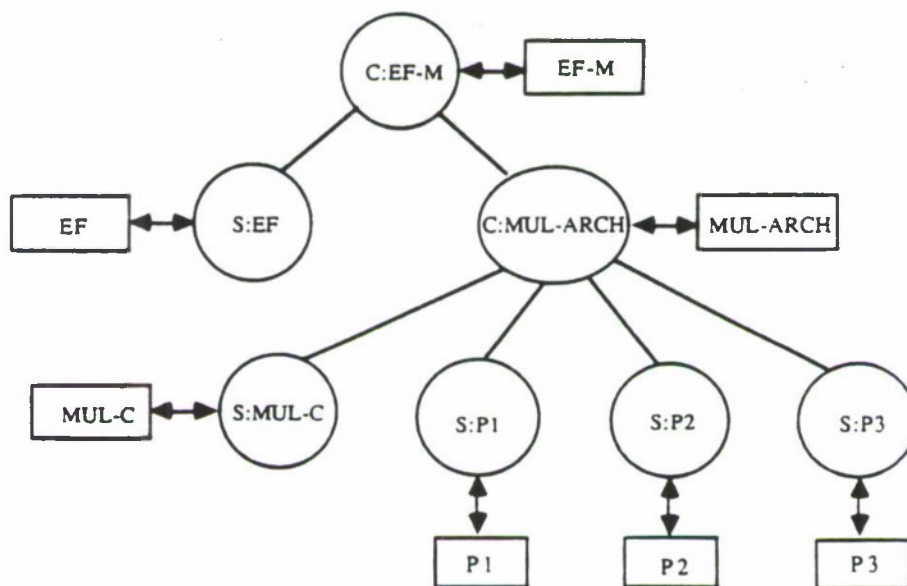 C:EF-M
EF-M
EF
S:EF
C:MUL-ARCH
MUL-ARCH
MUL-C
S:MUL-C
S:P1
S:P2
S:P3
P1
P2
P3